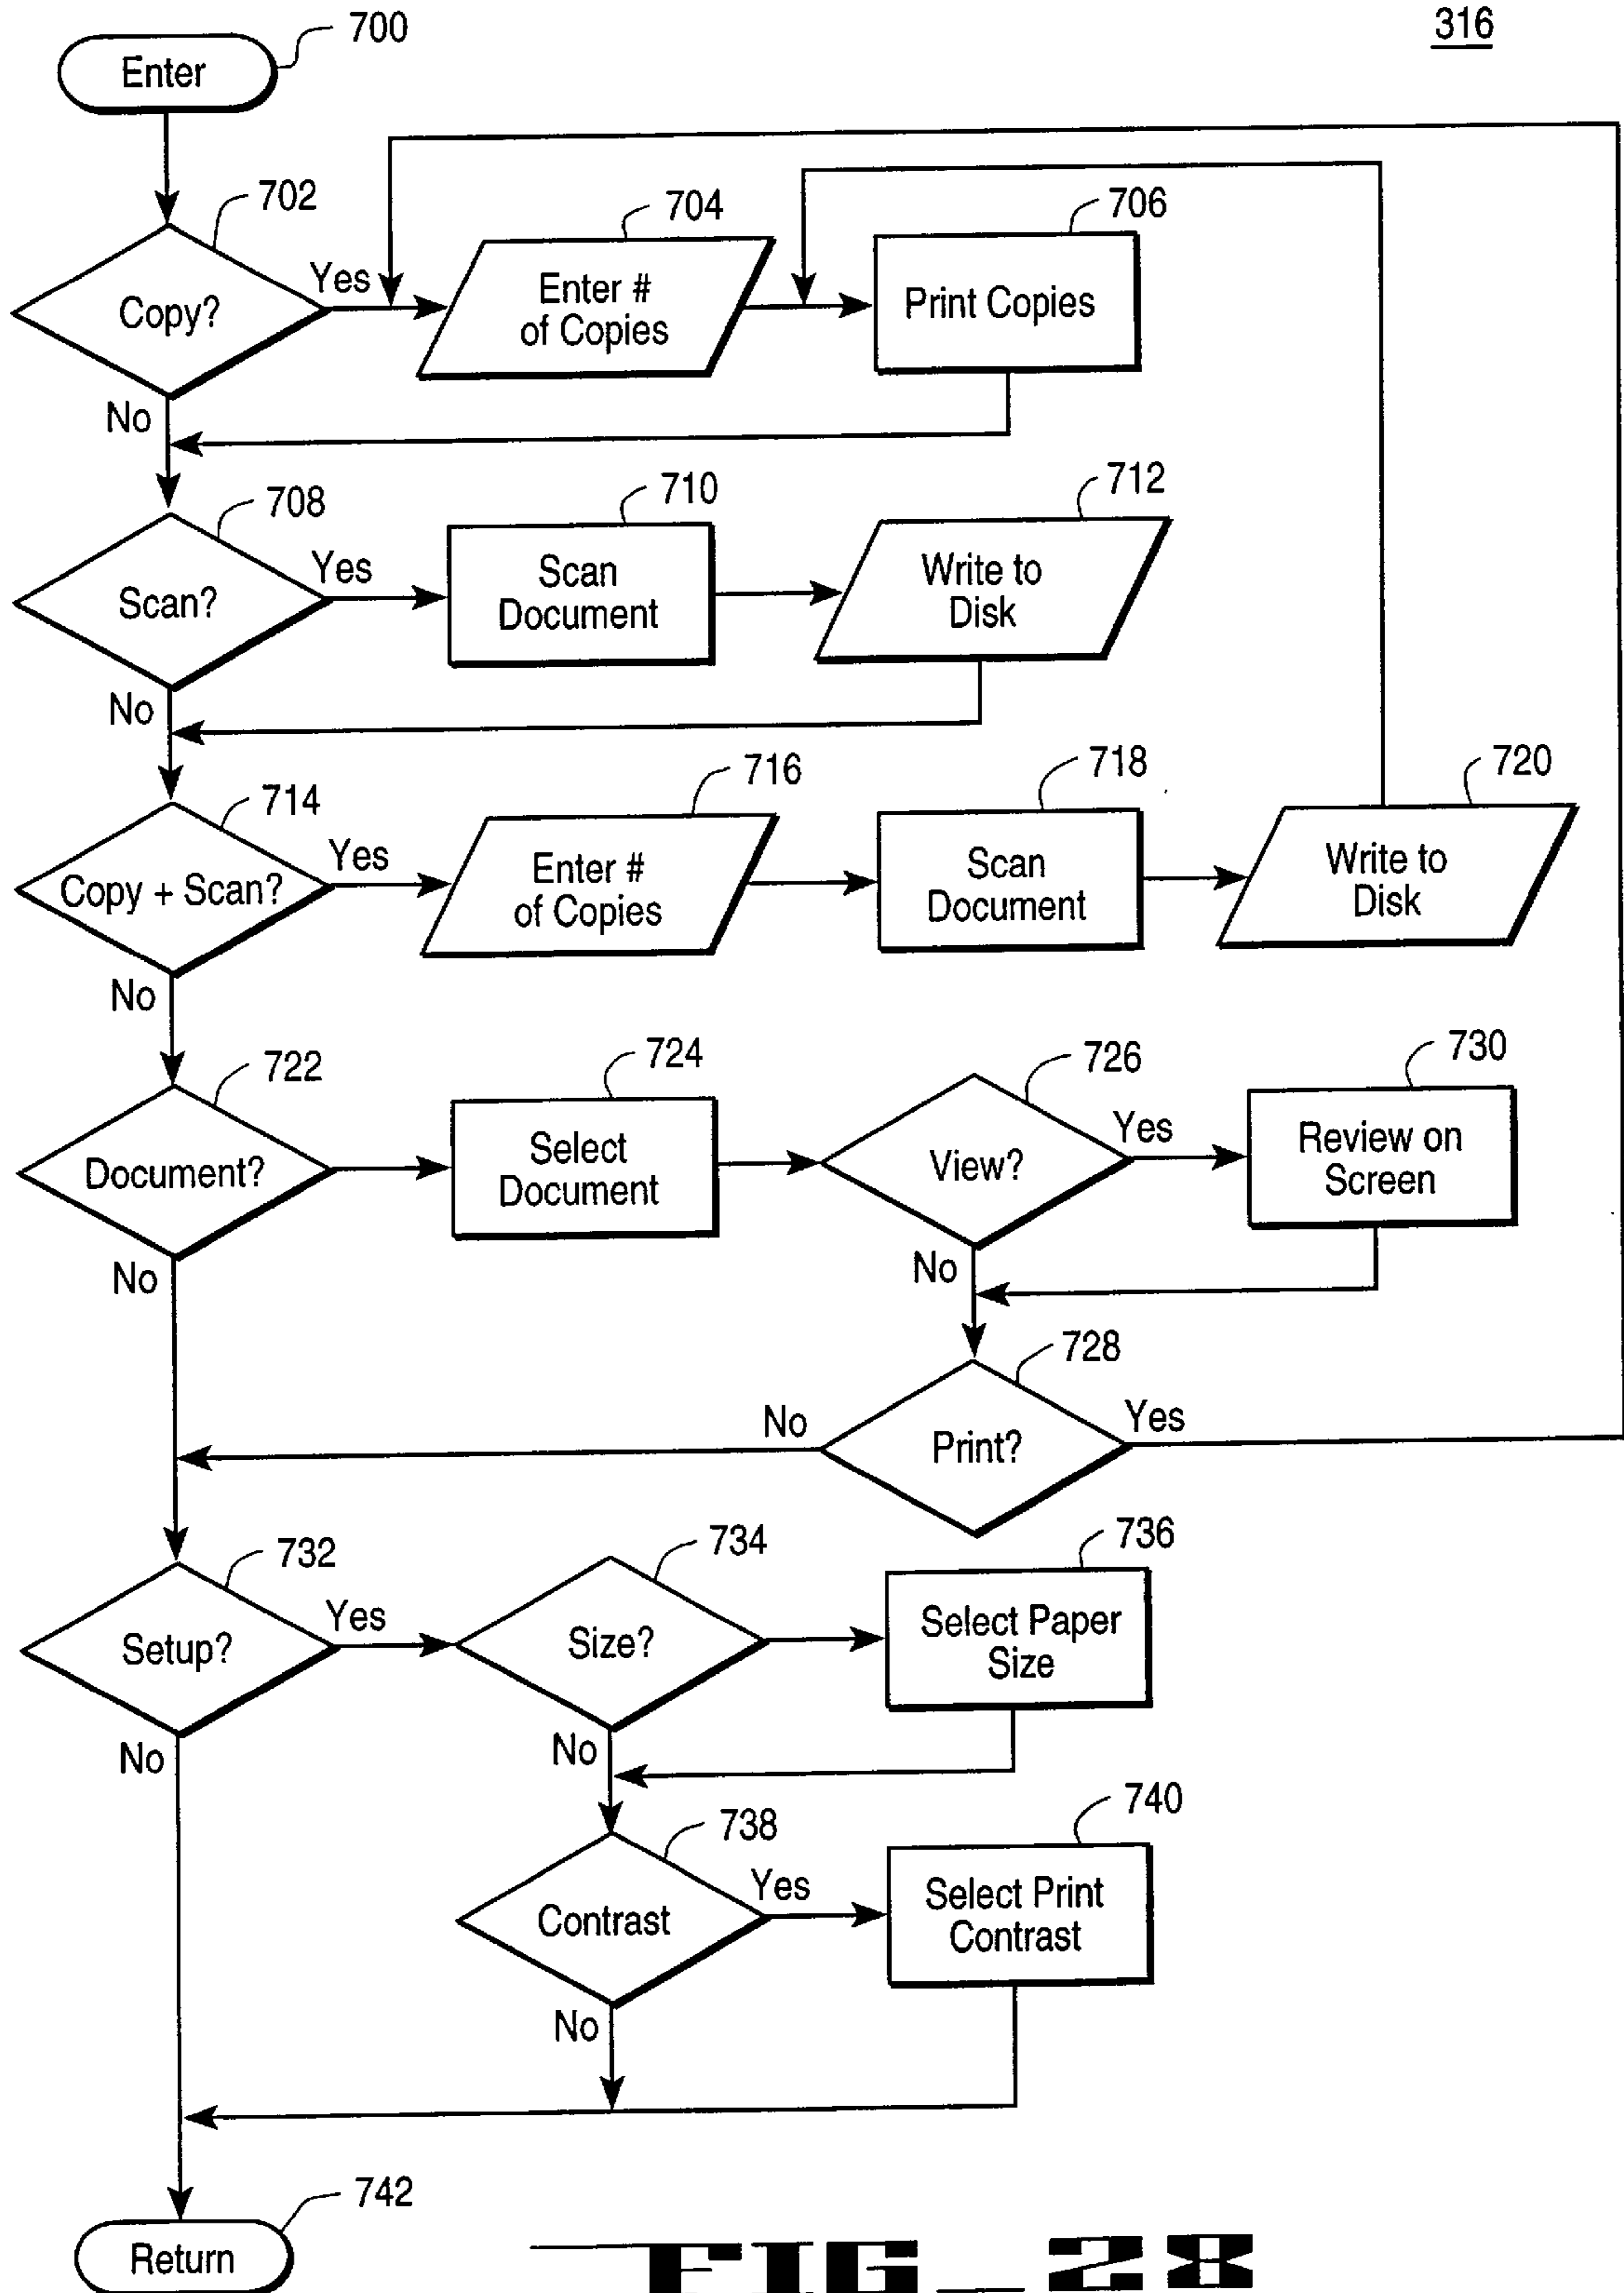 316
700
Enter
702
Copy?
Yes
No
704
Enter #
of Copies
706
Print Copies
708
Scan?
Yes
No
710
Scan
Document
712
Write to
Disk
714
Copy + Scan?
Yes
No
716
Enter #
of Copies
718
Scan
Document
720
Write to
Disk
722
Document?
No
724
Select
Document
726
View?
Yes
No
730
Review on
Screen
728
Print?
No
Yes
732
Setup?
Yes
No
734
Size?
No
736
Select Paper
Size
738
Contrast
Yes
No
740
Select Print
Contrast
742
Return
FIG_28